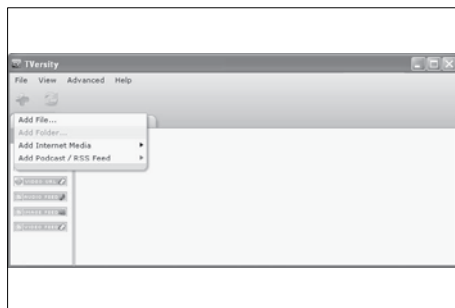 TVersity
File View Advanced Help
Add File...
Add Folder...
Add Internet Media
Add Podcast / RSS Feed